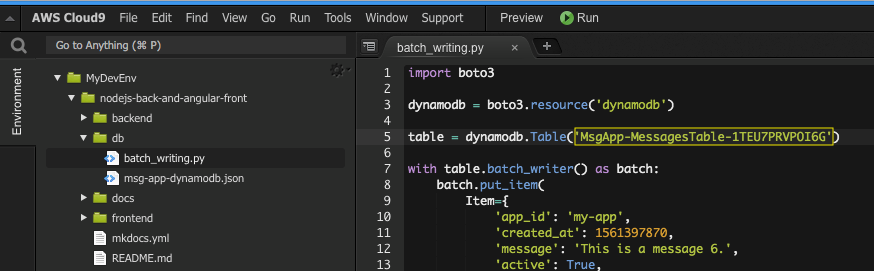 AWS Cloud9 File Edit Find View Go Run Tools Window Support Preview Run
Go to Anything (⌘ P)
Environment
MyDevEnv
nodejs-back-and-angular-front
backend
db
batch_writing.py
msg-app-dynamodb.json
docs
frontend
mkdocs.yml
README.md
batch_writing.py
1 import boto3
2
3 dynamodb = boto3.resource('dynamodb')
4
5 table = dynamodb.Table('MsgApp-MessagesTable-1TEU7PRVPOI6G')
6
7 with table.batch_writer() as batch:
8     batch.put_item(
9         Item={
10             'app_id': 'my-app',
11             'created_at': 1561397870,
12             'message': 'This is a message 6.',
13             'active': True,